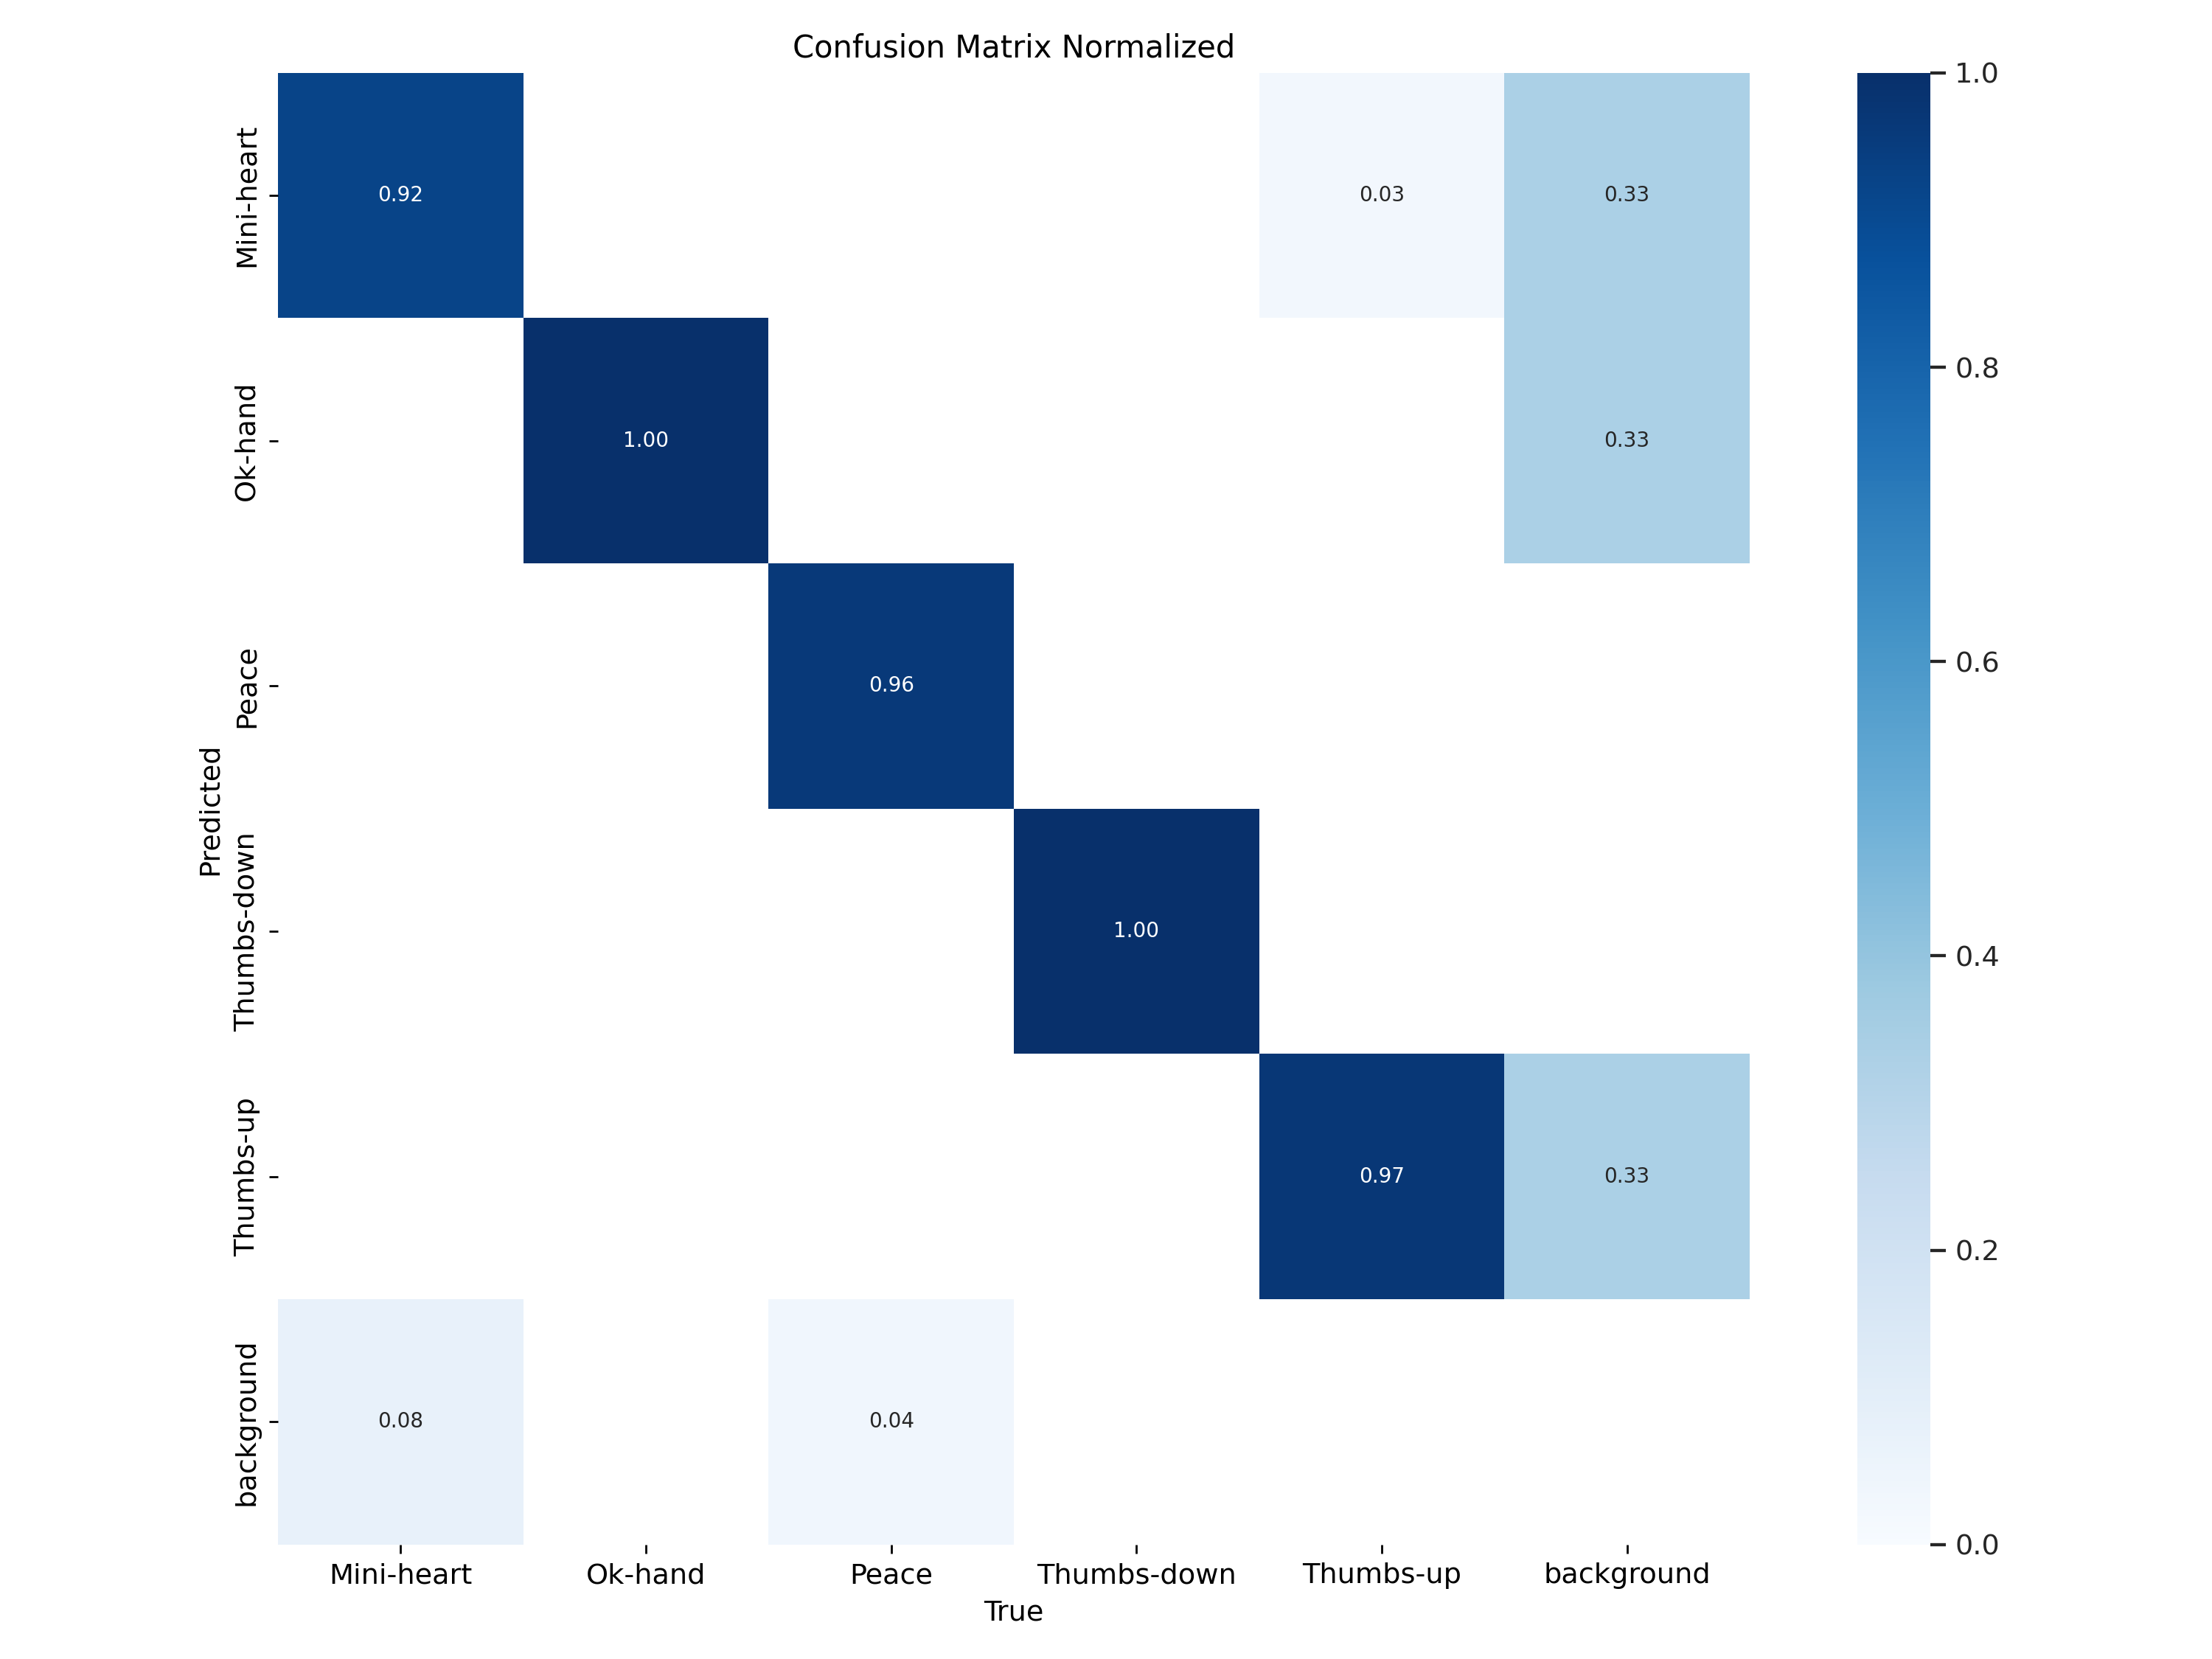 Confusion Matrix Normalized
1.0
Mini-heart
0.92
0.03
0.33
0.8
Ok-hand
1.00
0.33
0.6
Peace
0.96
Predicted
Thumbs-down
1.00
0.4
Thumbs-up
0.97
0.33
0.2
background
0.08
0.04
0.0
Mini-heart
Ok-hand
Peace
Thumbs-down
Thumbs-up
background
True